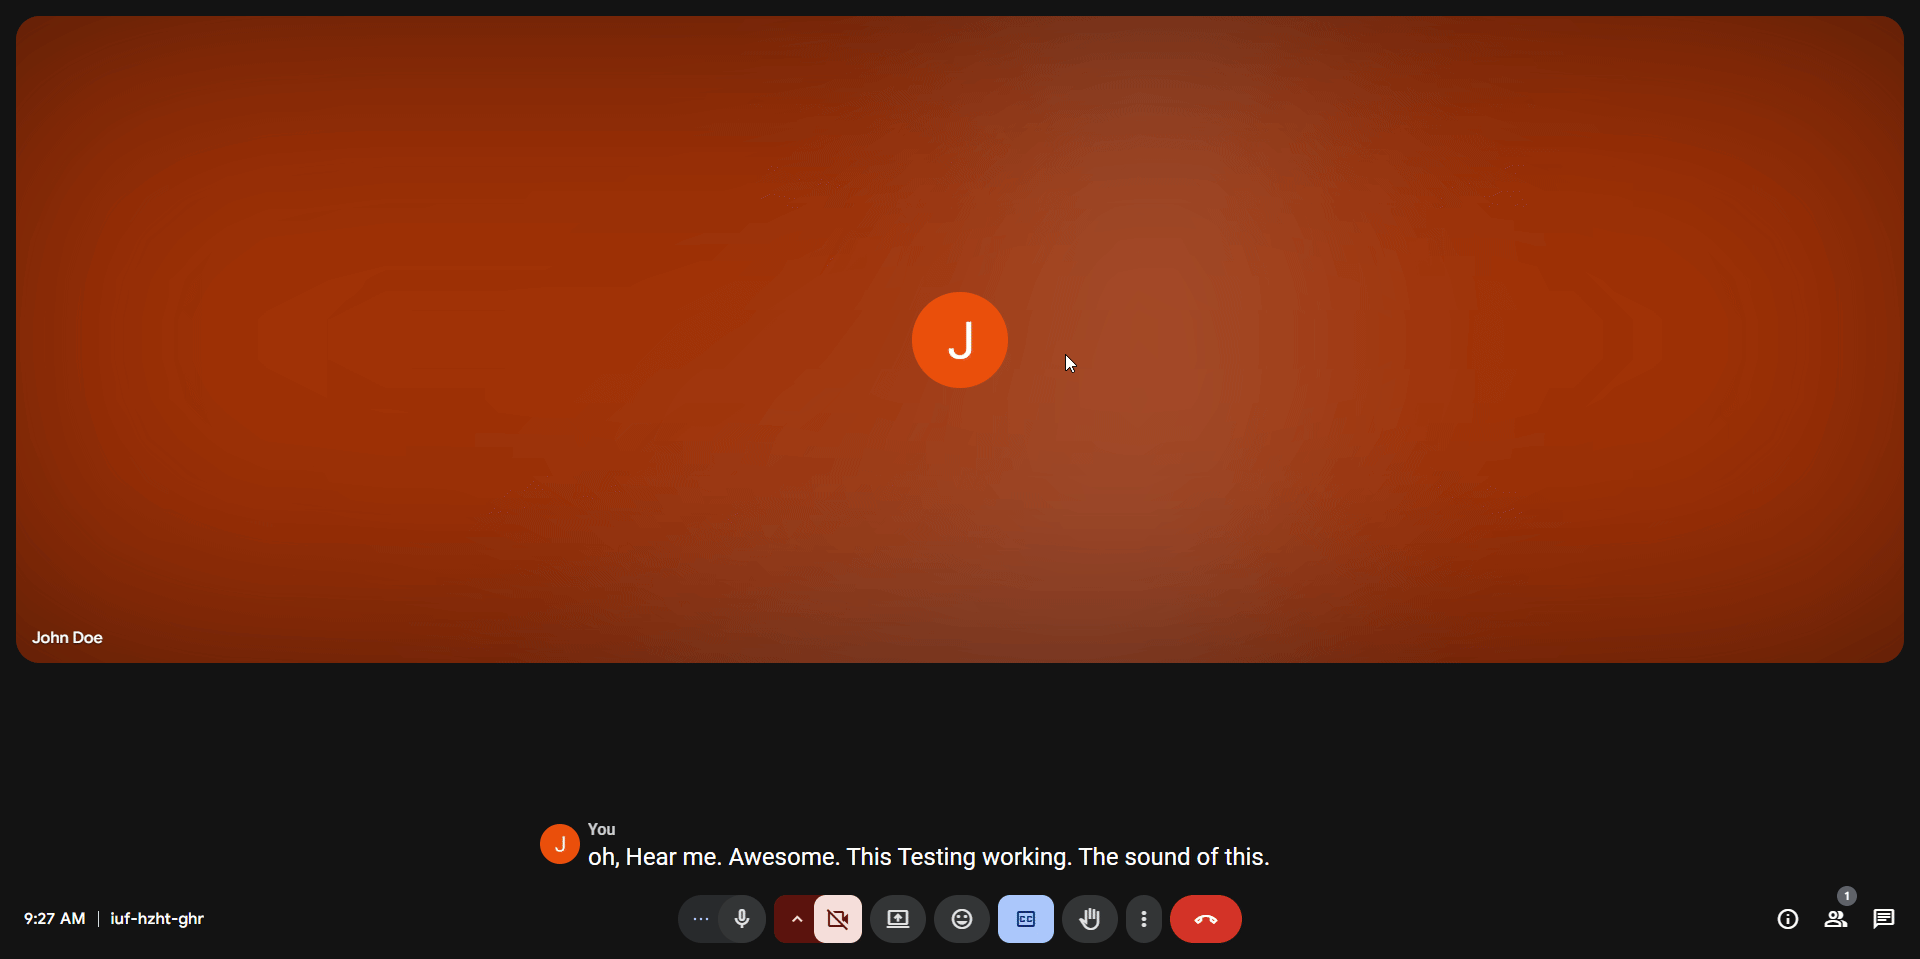 J
John Doe
J
You
oh, Hear me. Awesome. This Testing working. The sound of this.
9:27 AM | iuf-hzht-ghr
CC
1